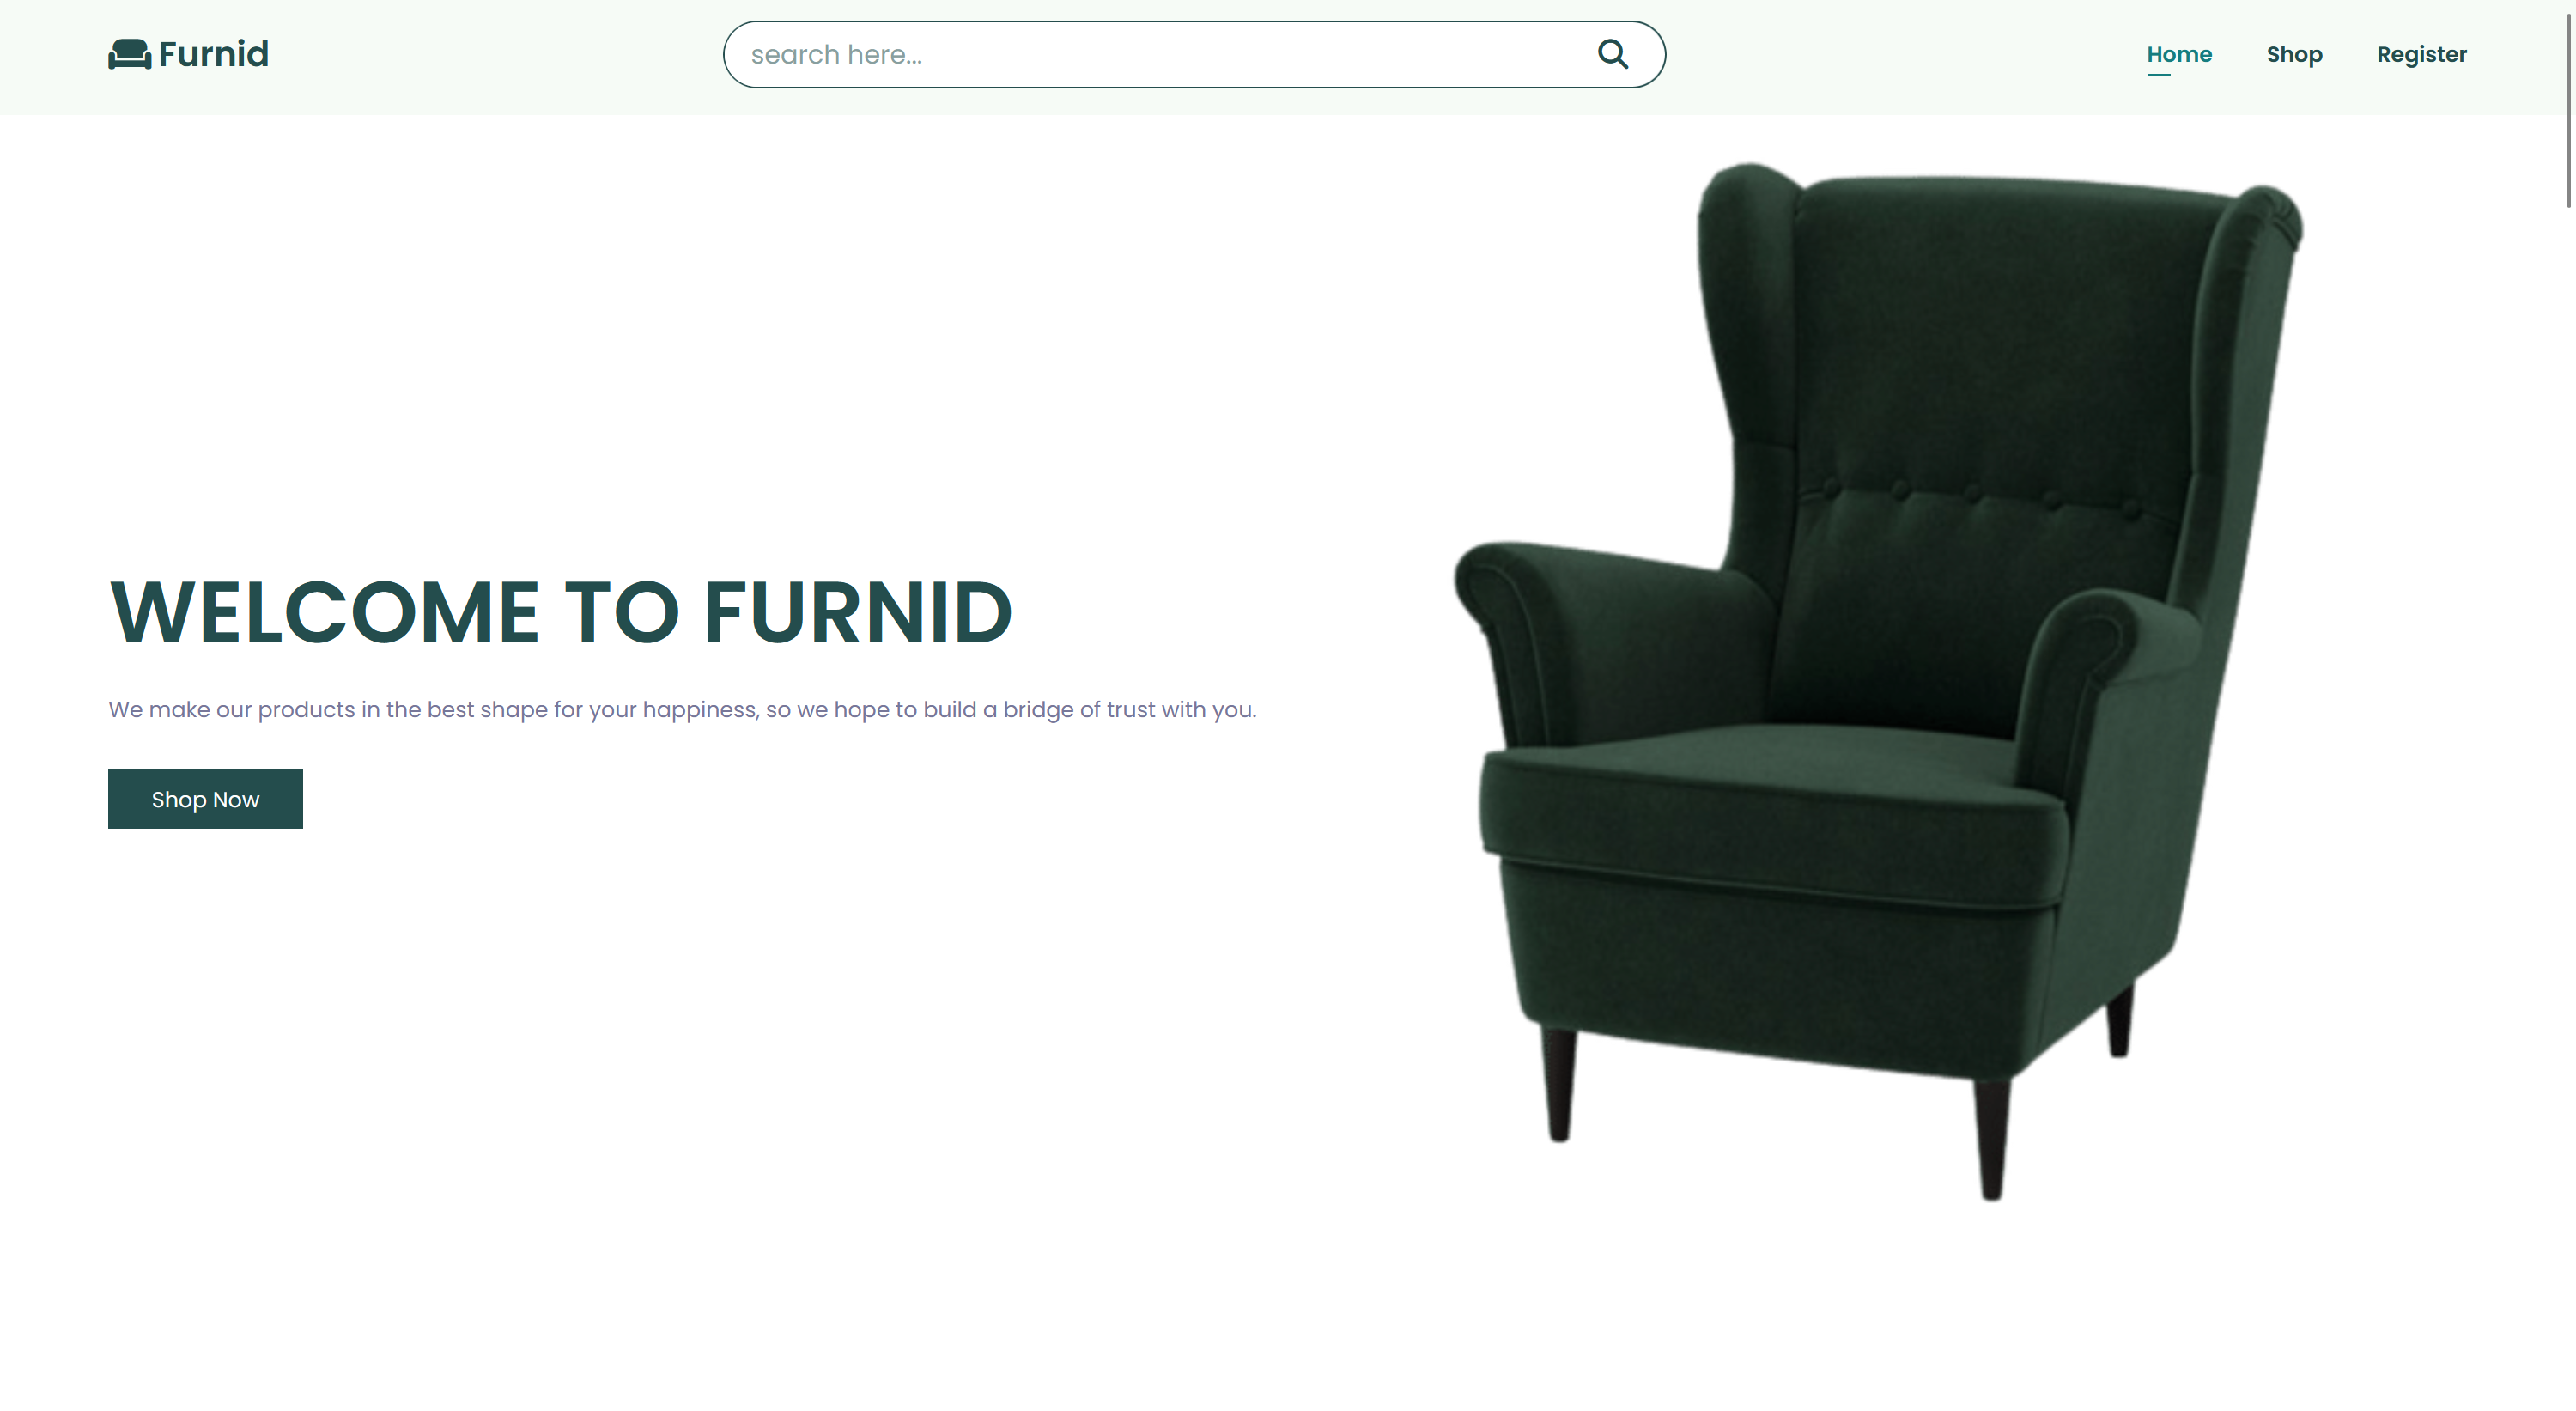 Furnid
search here...
Home
Shop
Register
WELCOME TO FURNID
We make our products in the best shape for your happiness, so we hope to build a bridge of trust with you.
Shop Now